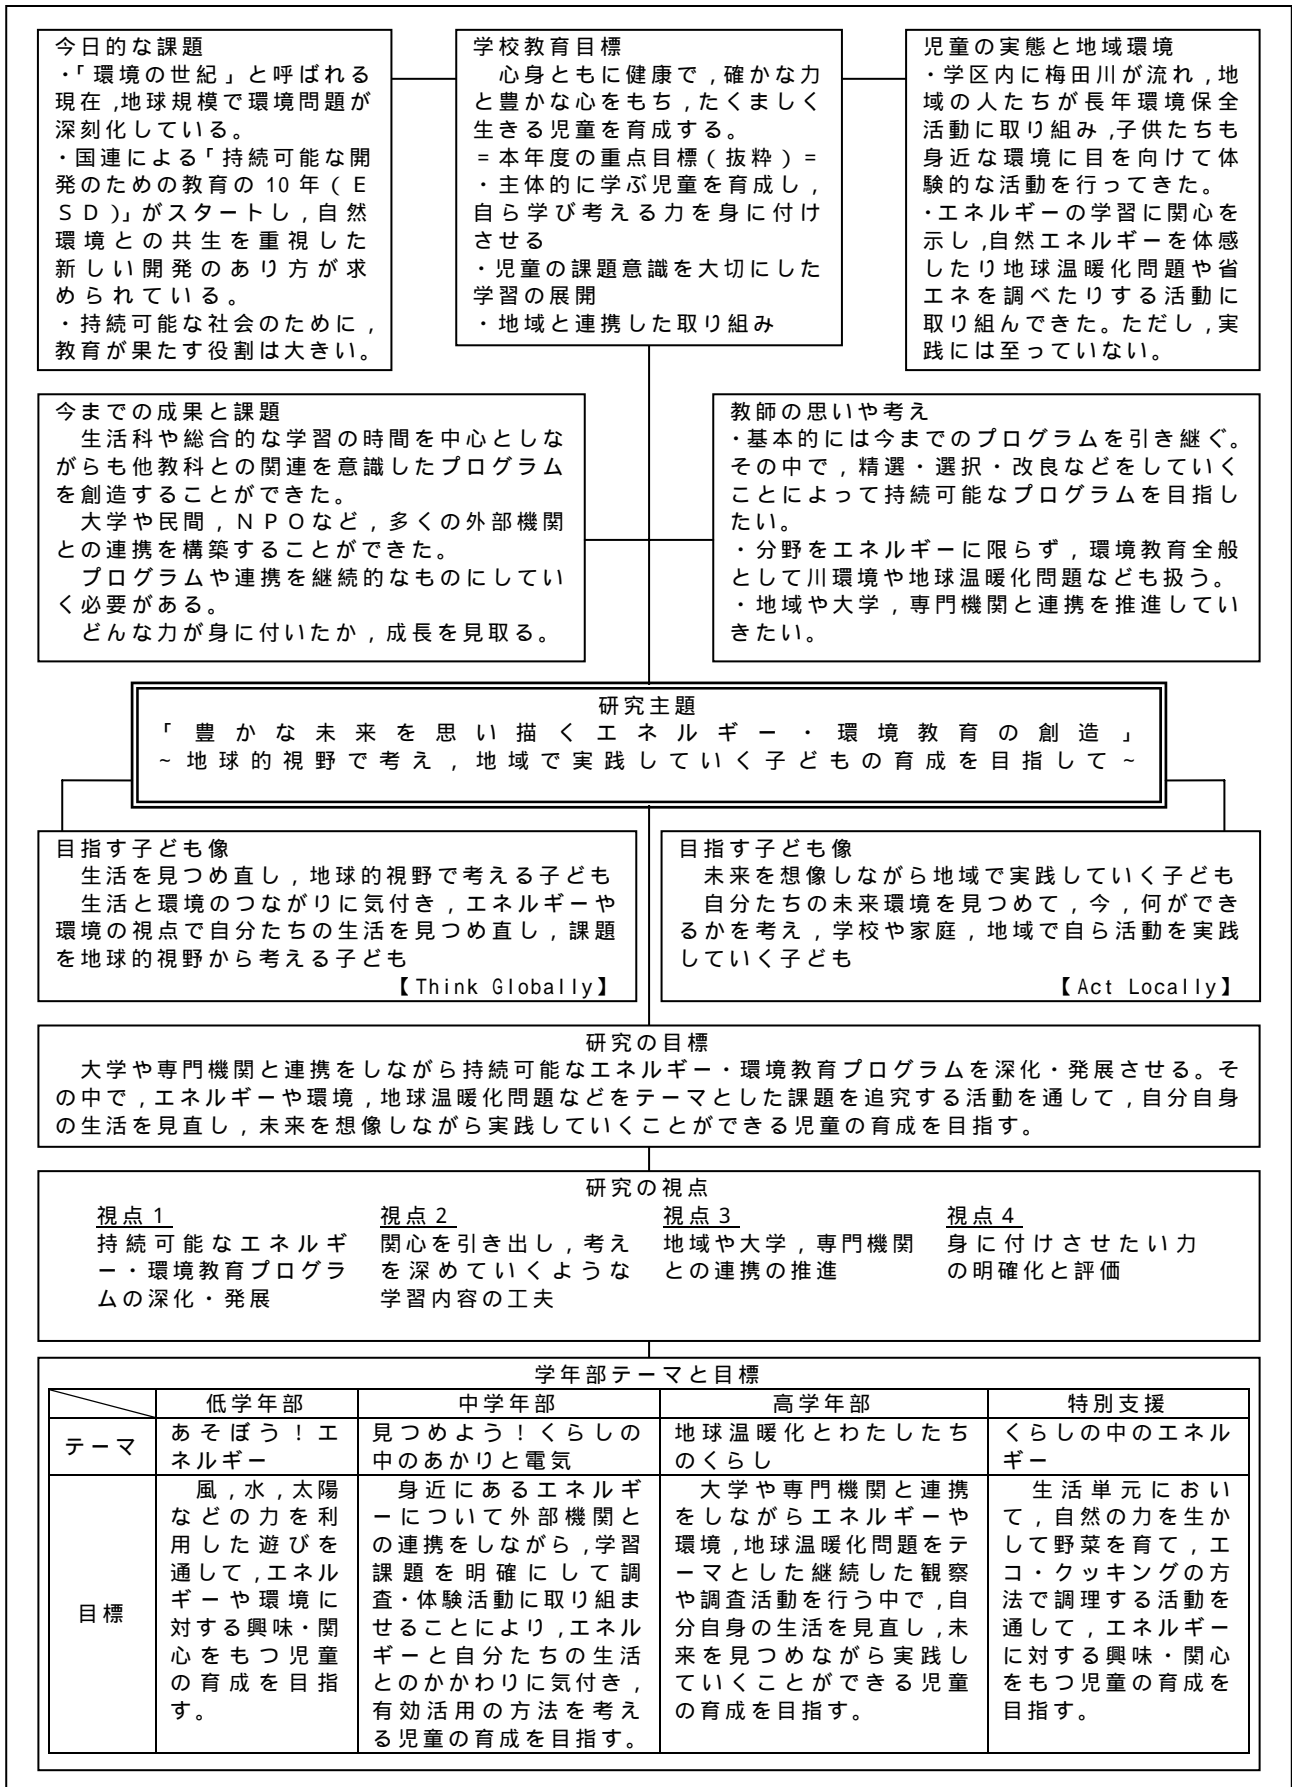 今日的な課題
・「環境の世紀」と呼ばれる
現在,地球規模で環境問題が
深刻化している。
・国連による「持続可能な開
発のための教育の10年(E
SD)」がスタートし,自然
環境との共生を重視した
新しい開発のあり方が求
められている。
・持続可能な社会のために,
教育が果たす役割は大きい。
学校教育目標
心身ともに健康で,確かな力
と豊かな心をもち,たくましく
生きる児童を育成する。
=本年度の重点目標(抜粋)=
・主体的に学ぶ児童を育成し,
自ら学び考える力を身に付け
させる
・児童の課題意識を大切にした
学習の展開
・地域と連携した取り組み
児童の実態と地域環境
・学区内に梅田川が流れ,地
域の人たちが長年環境保全
活動に取り組み,子供たちも
身近な環境に目を向けて体
験的な活動を行ってきた。
・エネルギーの学習に関心を
示し,自然エネルギーを体感
したり地球温暖化問題や省
エネを調べたりする活動に
取り組んできた。ただし,実
践には至っていない。
今までの成果と課題
生活科や総合的な学習の時間を中心としな
がらも他教科との関連を意識したプログラム
を創造することができた。
大学や民間,NPOなど,多くの外部機関
との連携を構築することができた。
プログラムや連携を継続的なものにしてい
く必要がある。
どんな力が身に付いたか,成長を見取る。
教師の思いや考え
・基本的には今までのプログラムを引き継ぐ。
その中で,精選・選択・改良などをしていく
ことによって持続可能なプログラムを目指し
たい。
・分野をエネルギーに限らず,環境教育全般
として川環境や地球温暖化問題なども扱う。
・地域や大学,専門機関と連携を推進してい
きたい。
研究主題
「豊かな未来を思い描くエネルギー・環境教育の創造」
~地球的視野で考え,地域で実践していく子どもの育成を目指して~
目指す子ども像
生活を見つめ直し,地球的視野で考える子ども
生活と環境のつながりに気付き,エネルギーや
環境の視点で自分たちの生活を見つめ直し,課題
を地球的視野から考える子ども
【Think Globally】
目指す子ども像
未来を想像しながら地域で実践していく子ども
自分たちの未来環境を見つめて,今,何ができ
るかを考え,学校や家庭,地域で自ら活動を実践
していく子ども
【Act Locally】
研究の目標
大学や専門機関と連携をしながら持続可能なエネルギー・環境教育プログラムを深化・発展させる。そ
の中で,エネルギーや環境,地球温暖化問題などをテーマとした課題を追究する活動を通して,自分自身
の生活を見直し,未来を想像しながら実践していくことができる児童の育成を目指す。
研究の視点
視点1
持続可能なエネルギ
ー・環境教育プログラ
ムの深化・発展
視点2
関心を引き出し,考え
を深めていくような
学習内容の工夫
視点3
地域や大学,専門機関
との連携の推進
視点4
身に付けさせたい力
の明確化と評価
学年部テーマと目標
低学年部
中学年部
高学年部
特別支援
テーマ
あそぼう!エ
ネルギー
見つめよう!くらしの
中のあかりと電気
地球温暖化とわたしたち
のくらし
くらしの中のエネル
ギー
目標
風,水,太陽
などの力を利
用した遊びを
通して,エネル
ギーや環境に
対する興味・関
心をもつ児童
の育成を目指
す。
身近にあるエネルギ
ーについて外部機関と
の連携をしながら,学習
課題を明確にして調
査・体験活動に取り組ま
せることにより,エネル
ギーと自分たちの生活
とのかかわりに気付き,
有効活用の方法を考え
る児童の育成を目指す。
大学や専門機関と連携
をしながらエネルギーや
環境,地球温暖化問題をテ
ーマとした継続した観察
や調査活動を行う中で,自
分自身の生活を見直し,未
来を見つめながら実践し
ていくことができる児童
の育成を目指す。
生活単元におい
て,自然の力を生か
して野菜を育て,エ
コ・クッキングの方
法で調理する活動を
通して,エネルギー
に対する興味・関心
をもつ児童の育成を
目指す。